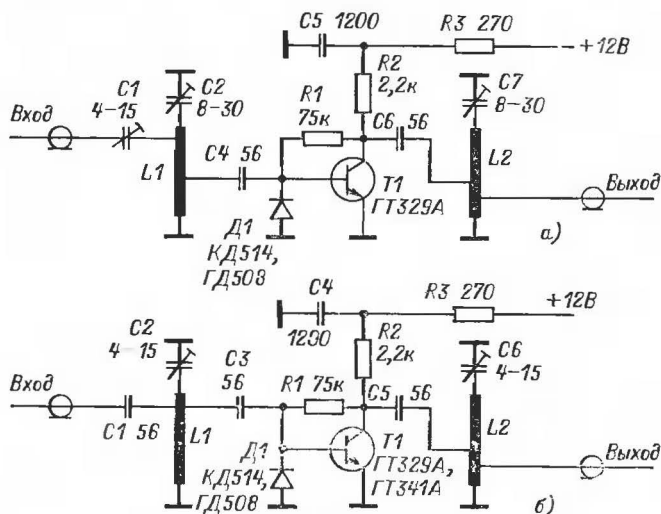 C5 1200
R3 270
+12В
R2
2,2к
C1
4-15
C2
8-30
Вход
R1
75к
C6 56
C7
8-30
C4 56
L1
L2
T1
ГТ329А
Выход
Д1
КД514,
ГД508
а)
C4
1200
R3 270
+12В
C2
4-15
R2
2,2к
C3
56
R1 75к
C5 56
C6
4-15
Вход
C1 56
L1
L2
Д1
КД514,
ГД508
T1
ГТ329А,
ГТ341А
Выход
б)